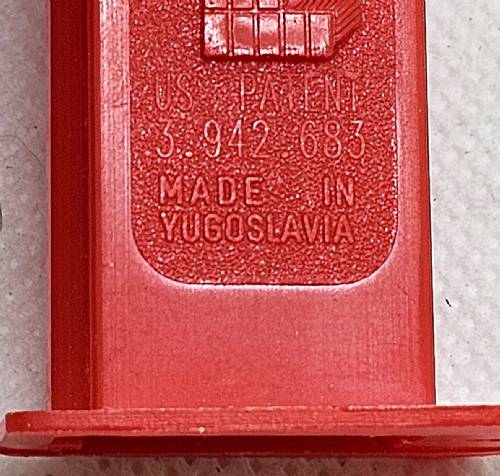 US PATENT
3 942 683
MADE IN
YUGOSLAVIA